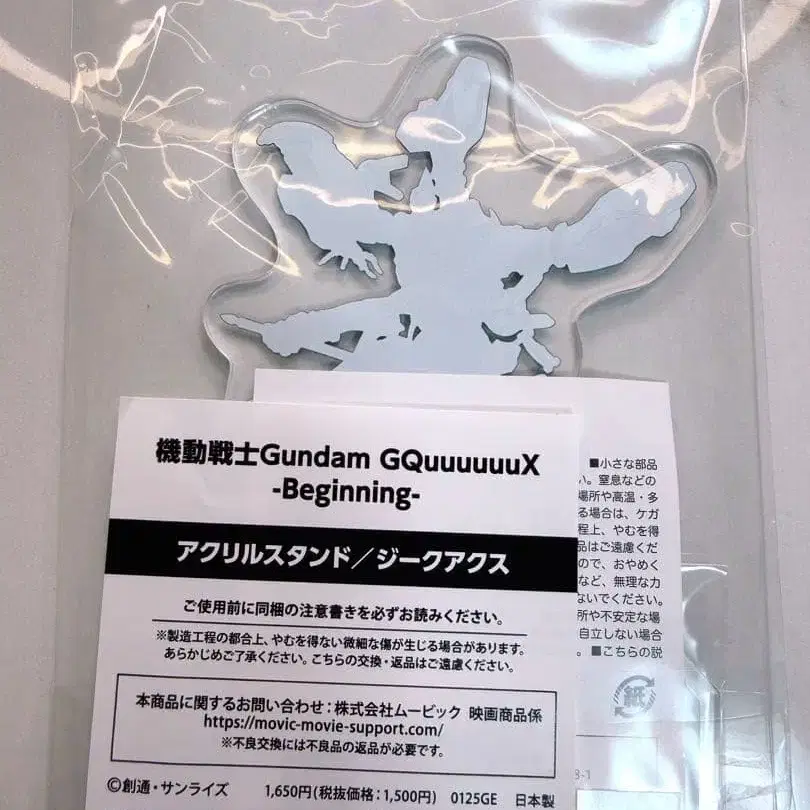 機動戦士Gundam GQuuuuuuX
-Beginning-
アクリルスタンド／ジークアクス
ご使用前に同梱の注意書きを必ずお読みください。
※製造工程の都合上、やむを得ない微細な傷が生じる場合があります。
あらかじめご了承ください。こちらの交換・返品はご遠慮ください。
本商品に関するお問い合わせ：株式会社ムービック 映画商品係
https://movic-movie-support.com/
※不良交換には不良品の返品が必要です。
©創通・サンライズ 1,650円(税抜価格：1,500円) 0125GE 日本製
■小さな部品
い。窒息などの
場所や高温・多
る場合は、ケガ
程上、やむを得
品はご遠慮くだ
ので、おやめく
など、無理な力
ないでください。
所や不安定な場
自立しない場合
。■こちらの説
紙
8-1